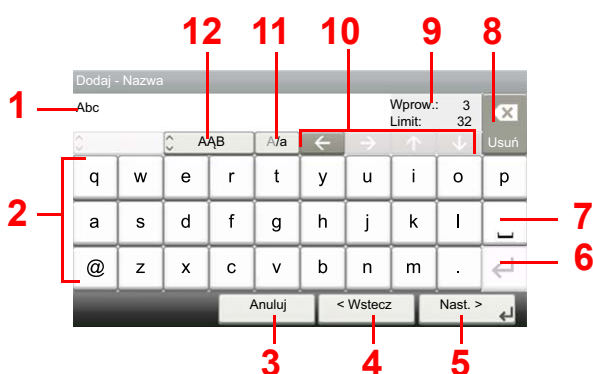 12 11 10 9 8
Dodaj - Nazwa
1 Abc Wprow.: 3
Limit: 32
AĄB A/a Usuń
q w e r t y u i o p
2 a s d f g h j k l 7
@ z x c v b n m . 6
Anuluj < Wstecz Nast. >
3 4 5